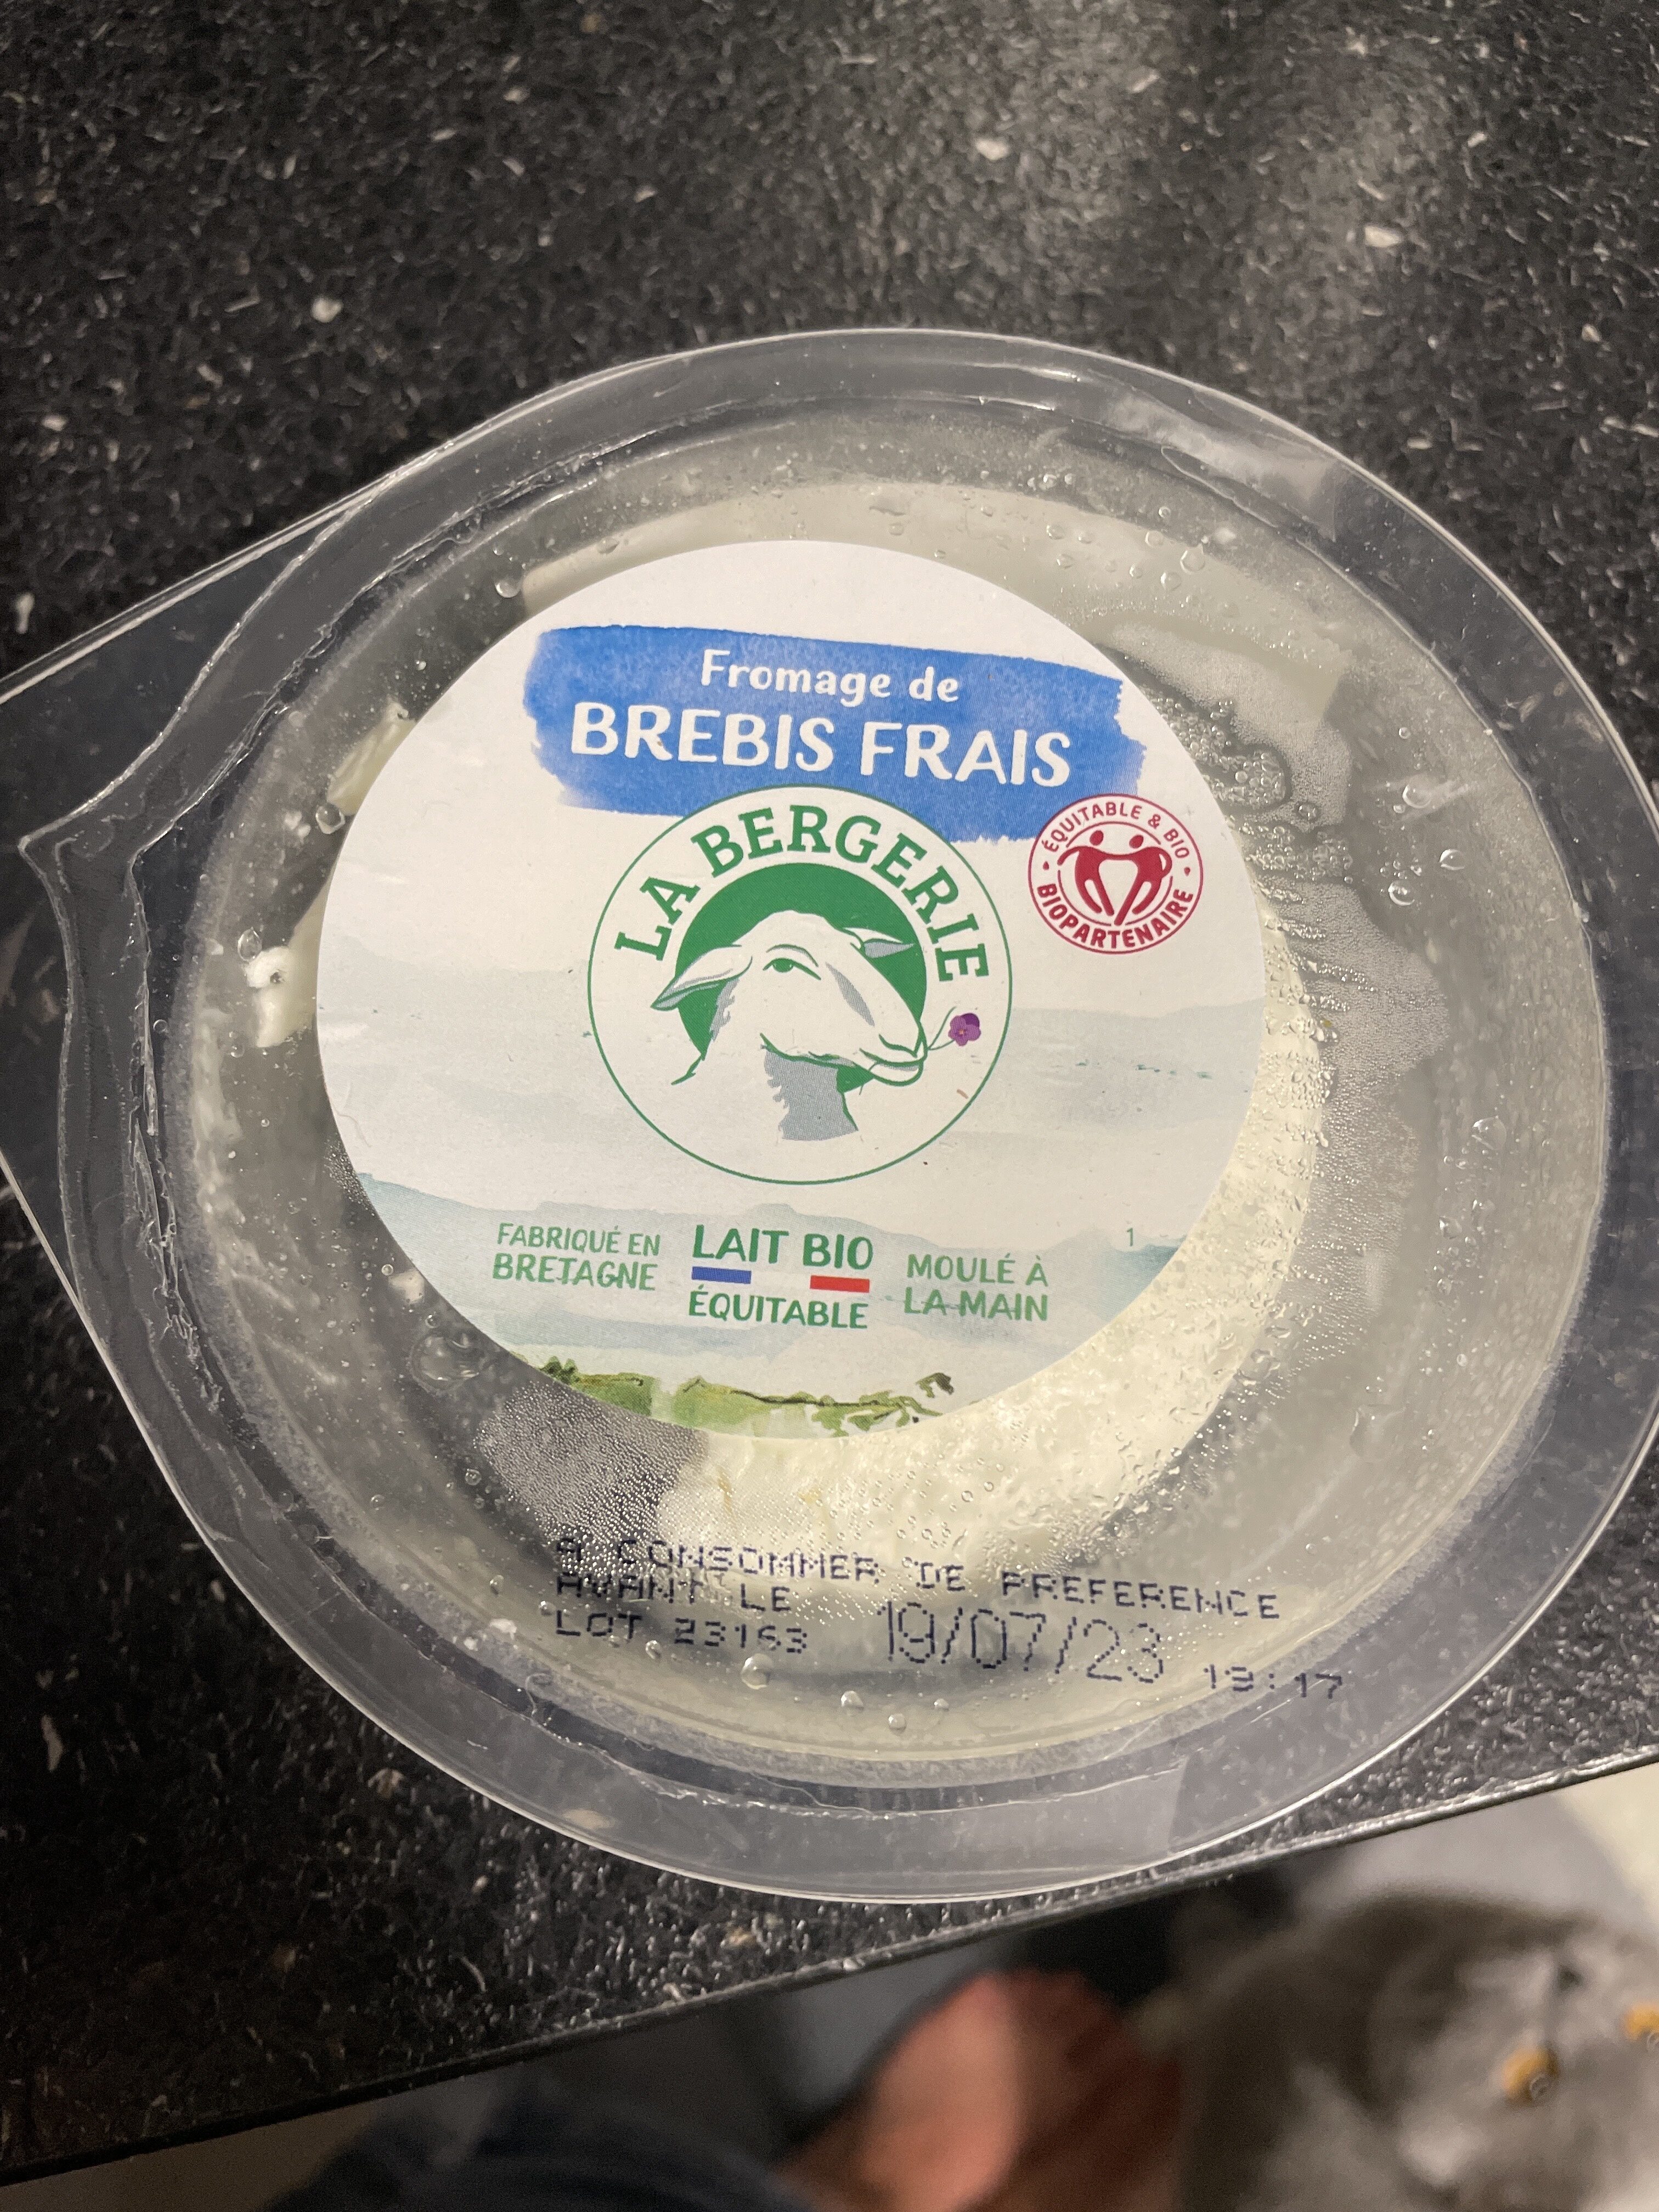 Fromage de
BREBIS FRAIS
LA BERGERIE
ÉQUITABLE & BIO
BIOPARTENAIRE
FABRIQUÉ EN
BRETAGNE
LAIT BIO
ÉQUITABLE
MOULÉ À
LA MAIN
1
A CONSOMMER DE PREFERENCE
AVANT LE
LOT 23163 19/07/23 19:17